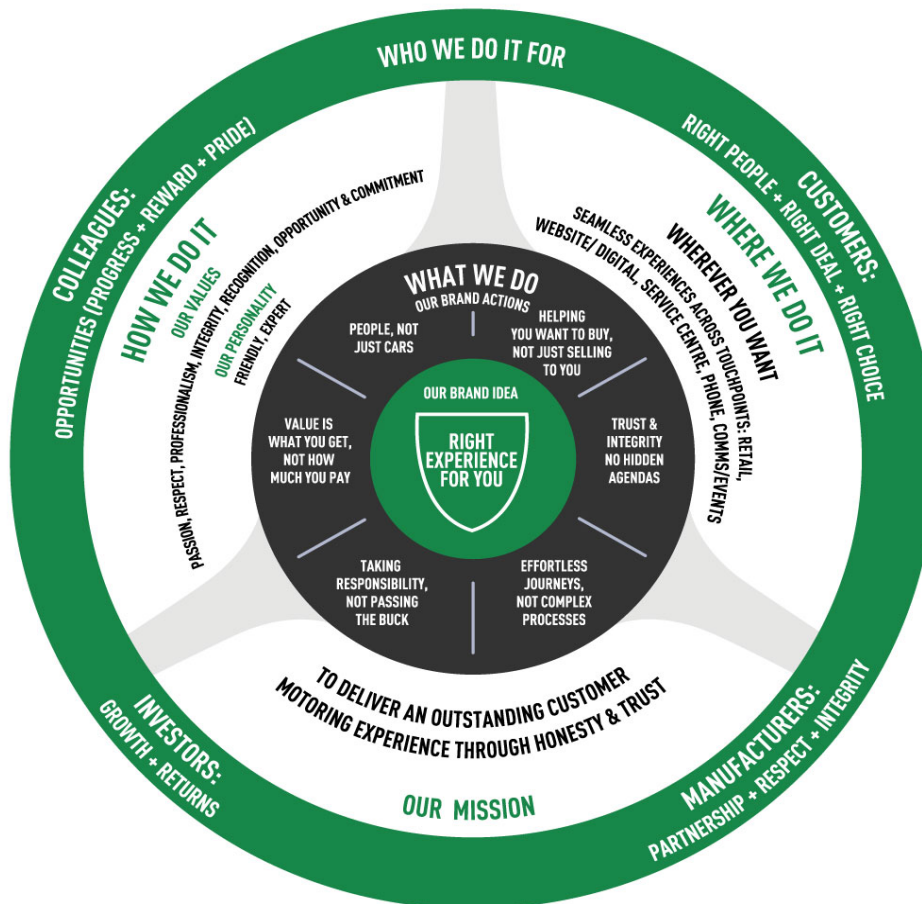 WHO WE DO IT FOR
COLLEAGUES:
OPPORTUNITIES (PROGRESS + REWARD + PRIDE)
CUSTOMERS:
RIGHT PEOPLE + RIGHT DEAL + RIGHT CHOICE
HOW WE DO IT
OUR VALUES
PASSION, RESPECT, PROFESSIONALISM, INTEGRITY, RECOGNITION, OPPORTUNITY & COMMITMENT
OUR PERSONALITY
FRIENDLY, EXPERT
WHERE WE DO IT
WHEREVER YOU WANT
SEAMLESS EXPERIENCES ACROSS TOUCHPOINTS: RETAIL,
WEBSITE/ DIGITAL, SERVICE CENTRE, PHONE, COMMS/EVENTS
WHAT WE DO
OUR BRAND ACTIONS
PEOPLE, NOT
JUST CARS
HELPING
YOU WANT TO BUY,
NOT JUST SELLING
TO YOU
VALUE IS
WHAT YOU GET,
NOT HOW
MUCH YOU PAY
TRUST &
INTEGRITY
NO HIDDEN
AGENDAS
TAKING
RESPONSIBILITY,
NOT PASSING
THE BUCK
EFFORTLESS
JOURNEYS,
NOT COMPLEX
PROCESSES
OUR BRAND IDEA
RIGHT
EXPERIENCE
FOR YOU
TO DELIVER AN OUTSTANDING CUSTOMER
MOTORING EXPERIENCE THROUGH HONESTY & TRUST
OUR MISSION
INVESTORS:
GROWTH + RETURNS
MANUFACTURERS:
PARTNERSHIP + RESPECT + INTEGRITY